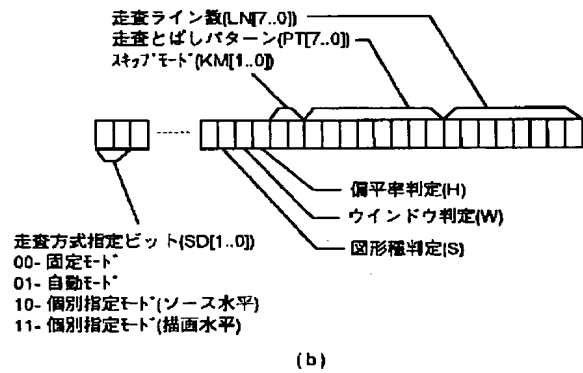 走査ライン数(LN[7..0])
走査とばしパターン(PT[7..0])
ｽｷｯﾌﾟﾓｰﾄﾞ(KM[1..0])
偏平率判定(H)
ウインドウ判定(W)
図形種判定(S)
走査方式指定ビット(SD[1..0])
00- 固定ﾓｰﾄﾞ
01- 自動ﾓｰﾄﾞ
10- 個別指定ﾓｰﾄﾞ(ソース水平)
11- 個別指定ﾓｰﾄﾞ(描画水平)
(b)